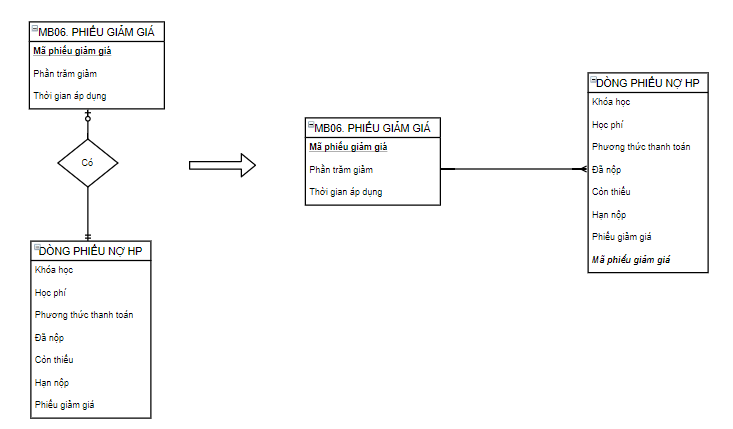 MB06. PHIẾU GIẢM GIÁ
Mã phiếu giảm giá
Phần trăm giảm
Thời gian áp dụng
Có
DÒNG PHIẾU NỢ HP
Khóa học
Học phí
Phương thức thanh toán
Đã nộp
Còn thiếu
Hạn nộp
Phiếu giảm giá
MB06. PHIẾU GIẢM GIÁ
Mã phiếu giảm giá
Phần trăm giảm
Thời gian áp dụng
DÒNG PHIẾU NỢ HP
Khóa học
Học phí
Phương thức thanh toán
Đã nộp
Còn thiếu
Hạn nộp
Phiếu giảm giá
Mã phiếu giảm giá